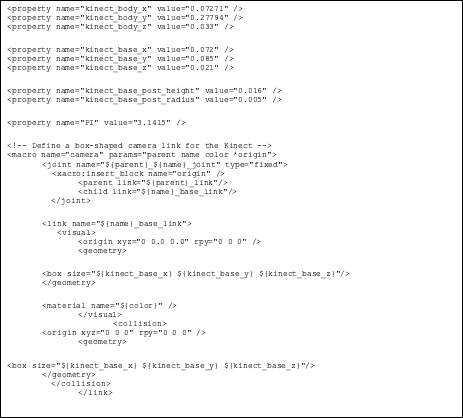 <property name="kinect_body_x" value="0.07271" />
<property name="kinect_body_y" value="0.27794" />
<property name="kinect_body_z" value="0.033" />
<property name="kinect_base_x" value="0.072" />
<property name="kinect_base_y" value="0.085" />
<property name="kinect_base_z" value="0.021" />
<property name="kinect_base_post_height" value="0.016" />
<property name="kinect_base_post_radius" value="0.005" />
<property name="PI" value="3.1415" />
<!-- Define a box-shaped camera link for the Kinect -->
<macro name="camera" params="parent name color *origin">
<joint name="${parent}_${name}_joint" type="fixed">
<xacro:insert_block name="origin" />
<parent link="${parent}_link"/>
<child link="${name}_base_link"/>
</joint>
<link name="${name}_base_link">
<visual>
<origin xyz="0 0.0 0.0" rpy="0 0 0" />
<geometry>
<box size="${kinect_base_x} ${kinect_base_y} ${kinect_base_z}"/>
</geometry>
<material name="${color}" />
</visual>
<collision>
<origin xyz="0 0 0" rpy="0 0 0" />
<geometry>
<box size="${kinect_base_x} ${kinect_base_y} ${kinect_base_z}"/>
</geometry>
</collision>
</link>